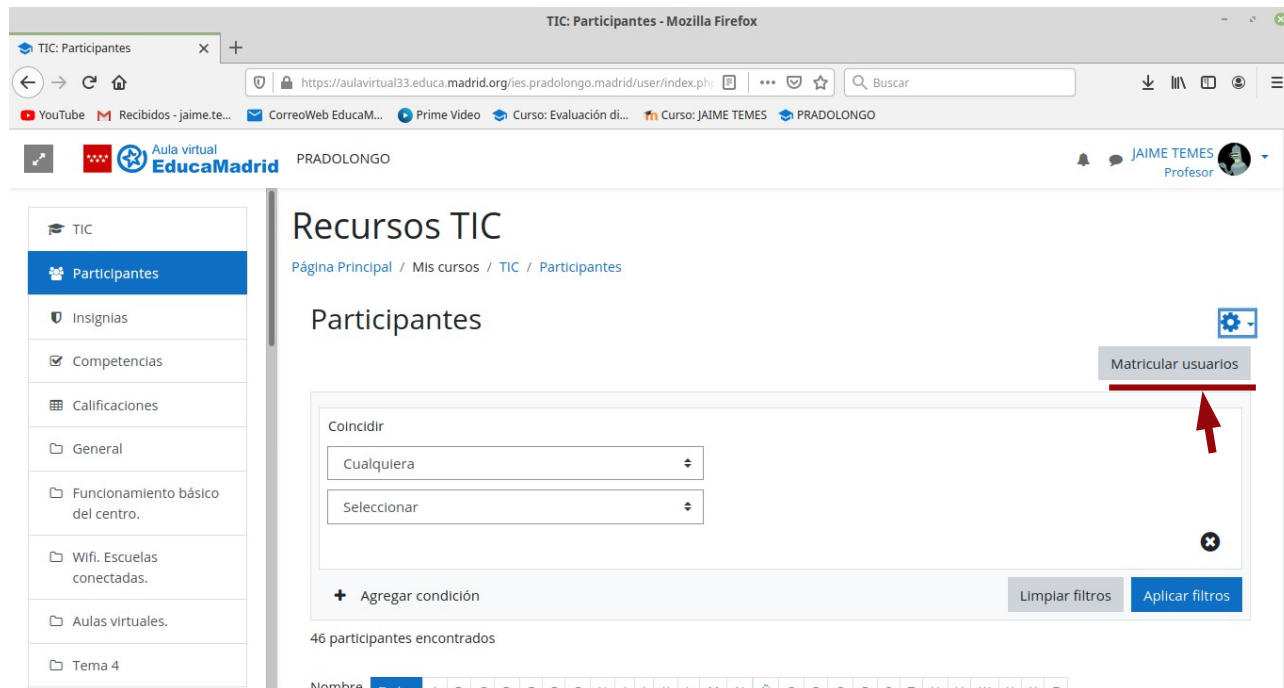 TIC: Participantes - Mozilla Firefox
TIC: Participantes
https://aulavirtual33.educa.madrid.org/ies.pradolongo.madrid/user/index.ph
Buscar
YouTube
Recibidos - jaime.te...
CorreoWeb EducaM...
Prime Video
Curso: Evaluación di...
Curso: JAIME TEMES
PRADOLONGO
Aula virtual
EducaMadrid
PRADOLONGO
JAIME TEMES
Profesor
TIC
Participantes
Insignias
Competencias
Calificaciones
General
Funcionamiento básico
del centro.
Wifi. Escuelas
conectadas.
Aulas virtuales.
Tema 4
Recursos TIC
Página Principal / Mis cursos / TIC / Participantes
Participantes
Matricular usuarios
Coincidir
Cualquiera
Seleccionar
Agregar condición
Limpiar filtros
Aplicar filtros
46 participantes encontrados
Nombre